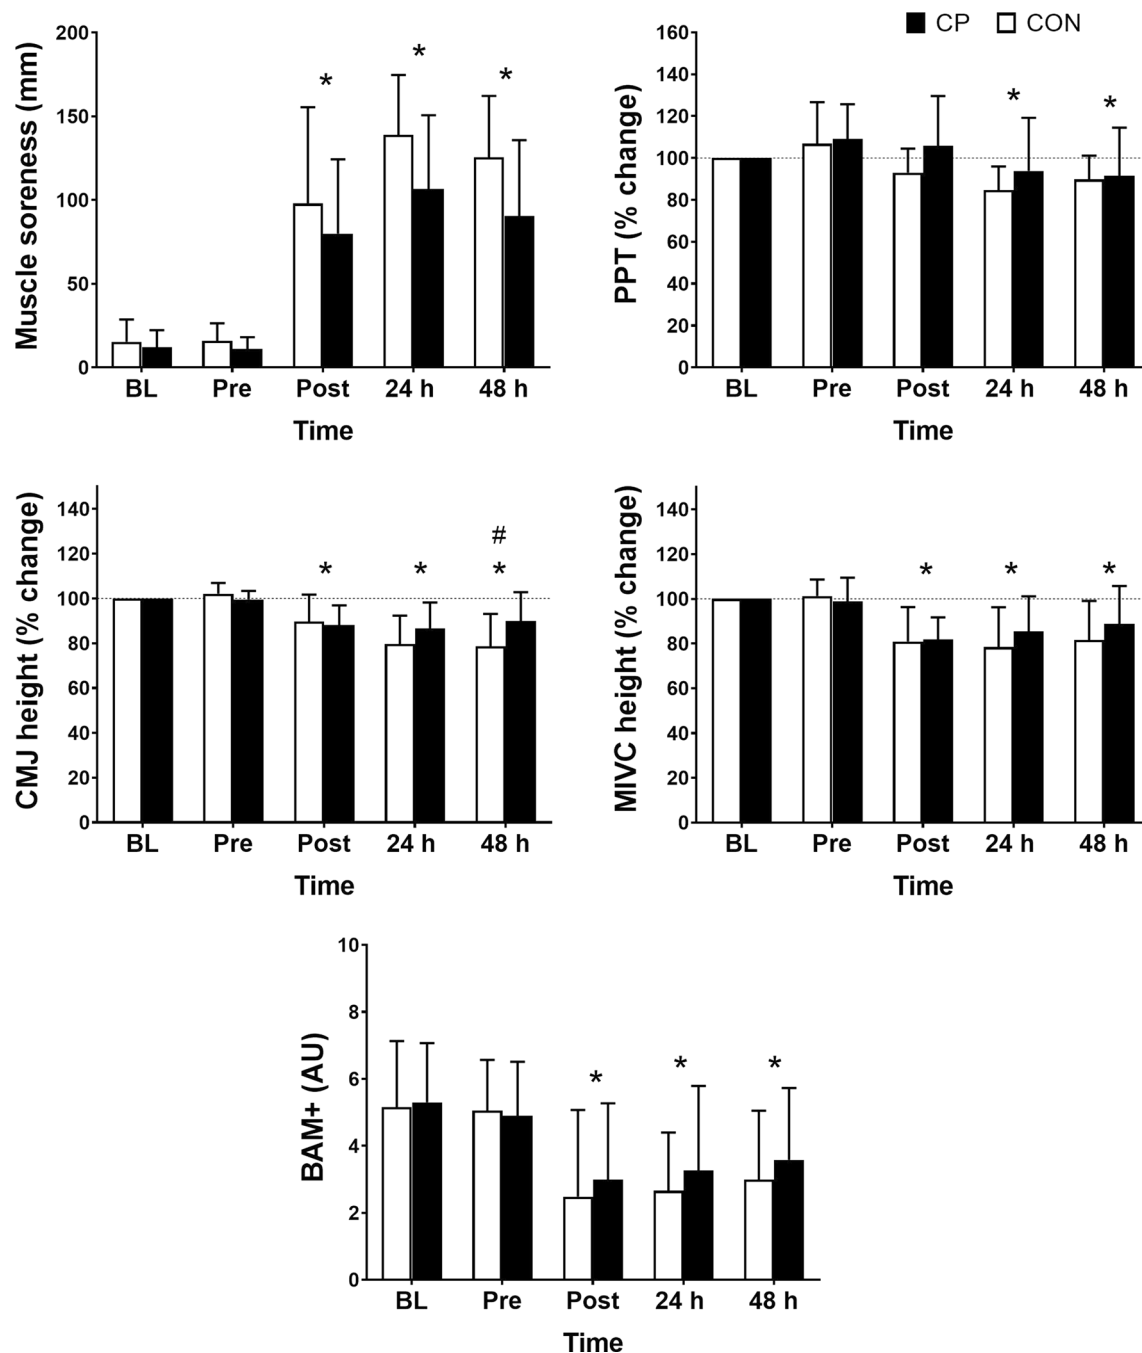 CP CON
Muscle soreness (mm)
200
150
100
50
0
*
*
*
BL Pre Post 24 h 48 h
Time
PPT (% change)
160
140
120
100
80
60
40
20
0
*
*
BL Pre Post 24 h 48 h
Time
CMJ height (% change)
140
120
100
80
60
40
20
0
#
* * *
BL Pre Post 24 h 48 h
Time
MIVC height (% change)
140
120
100
80
60
40
20
0
* * *
BL Pre Post 24 h 48 h
Time
BAM+ (AU)
10
8
6
4
2
0
* * *
BL Pre Post 24 h 48 h
Time